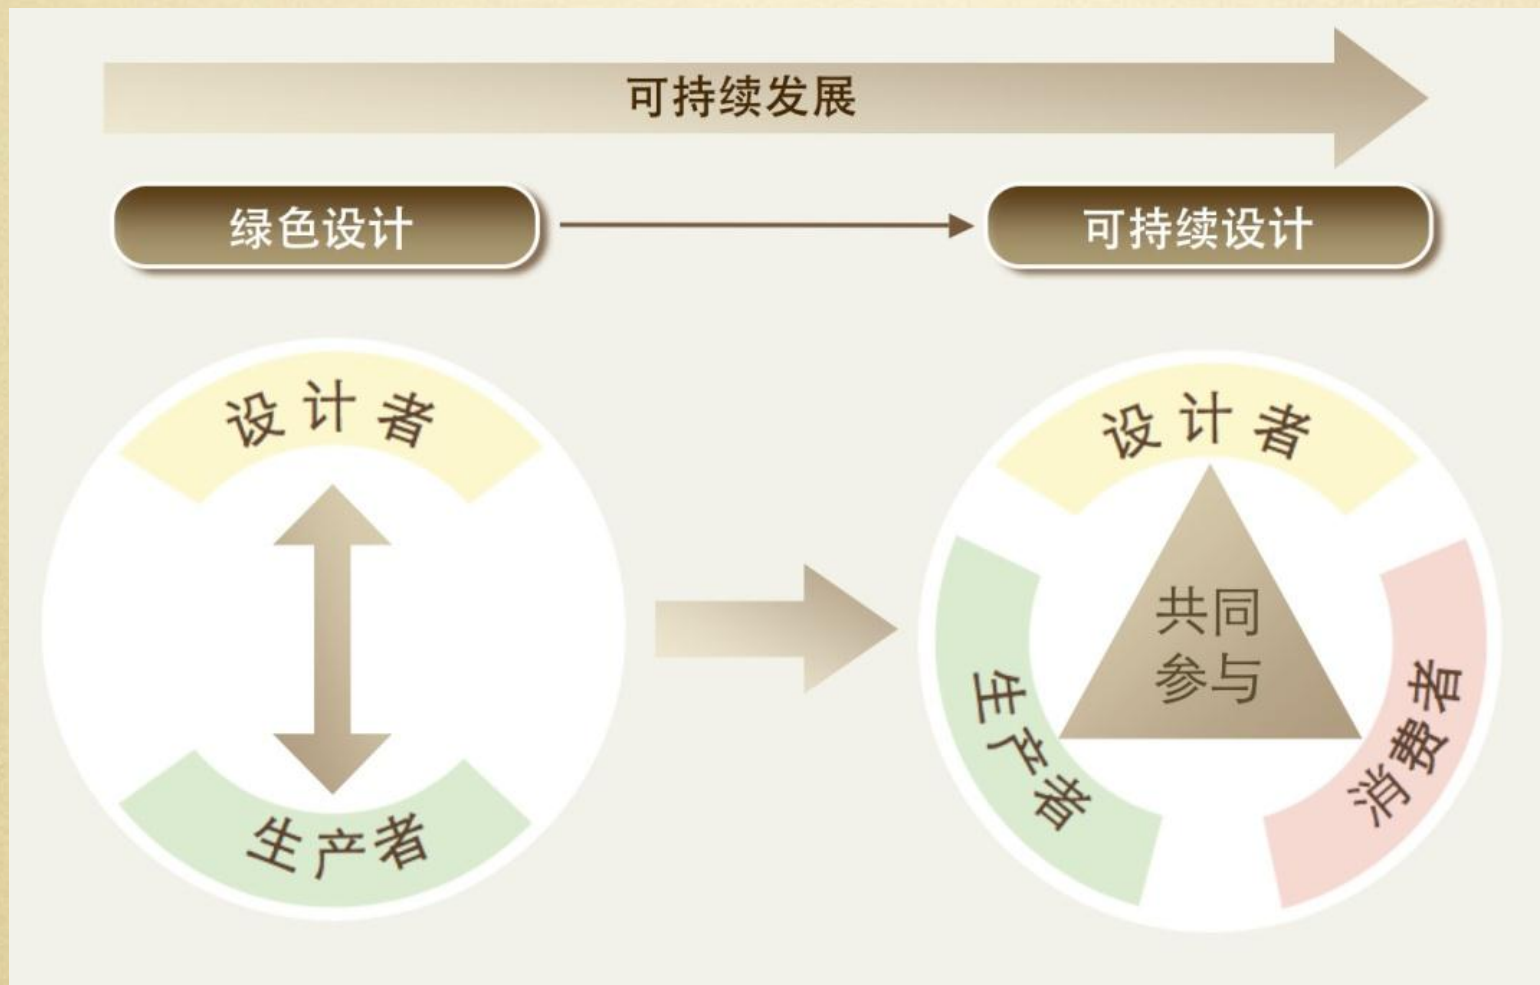 可持续发展
绿色设计
可持续设计
设计者
生产者
设计者
共同
参与
生产者
消费者